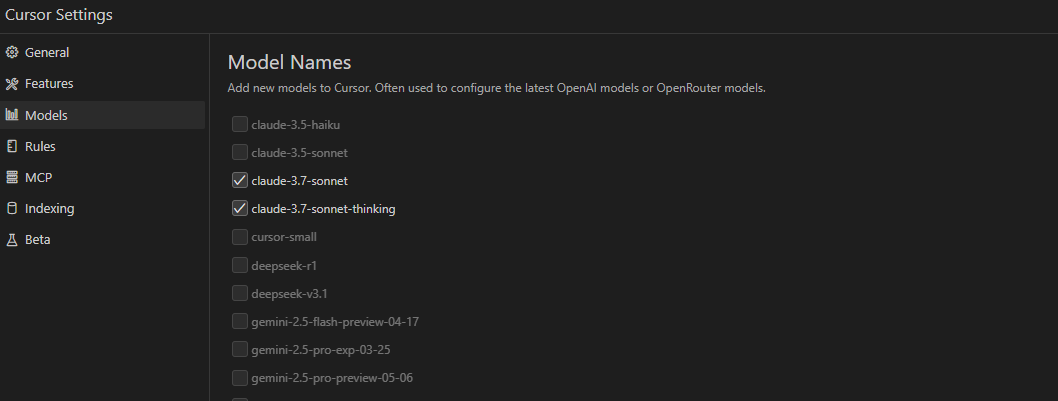 Cursor Settings
General
Features
Models
Rules
MCP
Indexing
Beta
Model Names
Add new models to Cursor. Often used to configure the latest OpenAI models or OpenRouter models.
claude-3.5-haiku
claude-3.5-sonnet
claude-3.7-sonnet
claude-3.7-sonnet-thinking
cursor-small
deepseek-r1
deepseek-v3.1
gemini-2.5-flash-preview-04-17
gemini-2.5-pro-exp-03-25
gemini-2.5-pro-preview-05-06